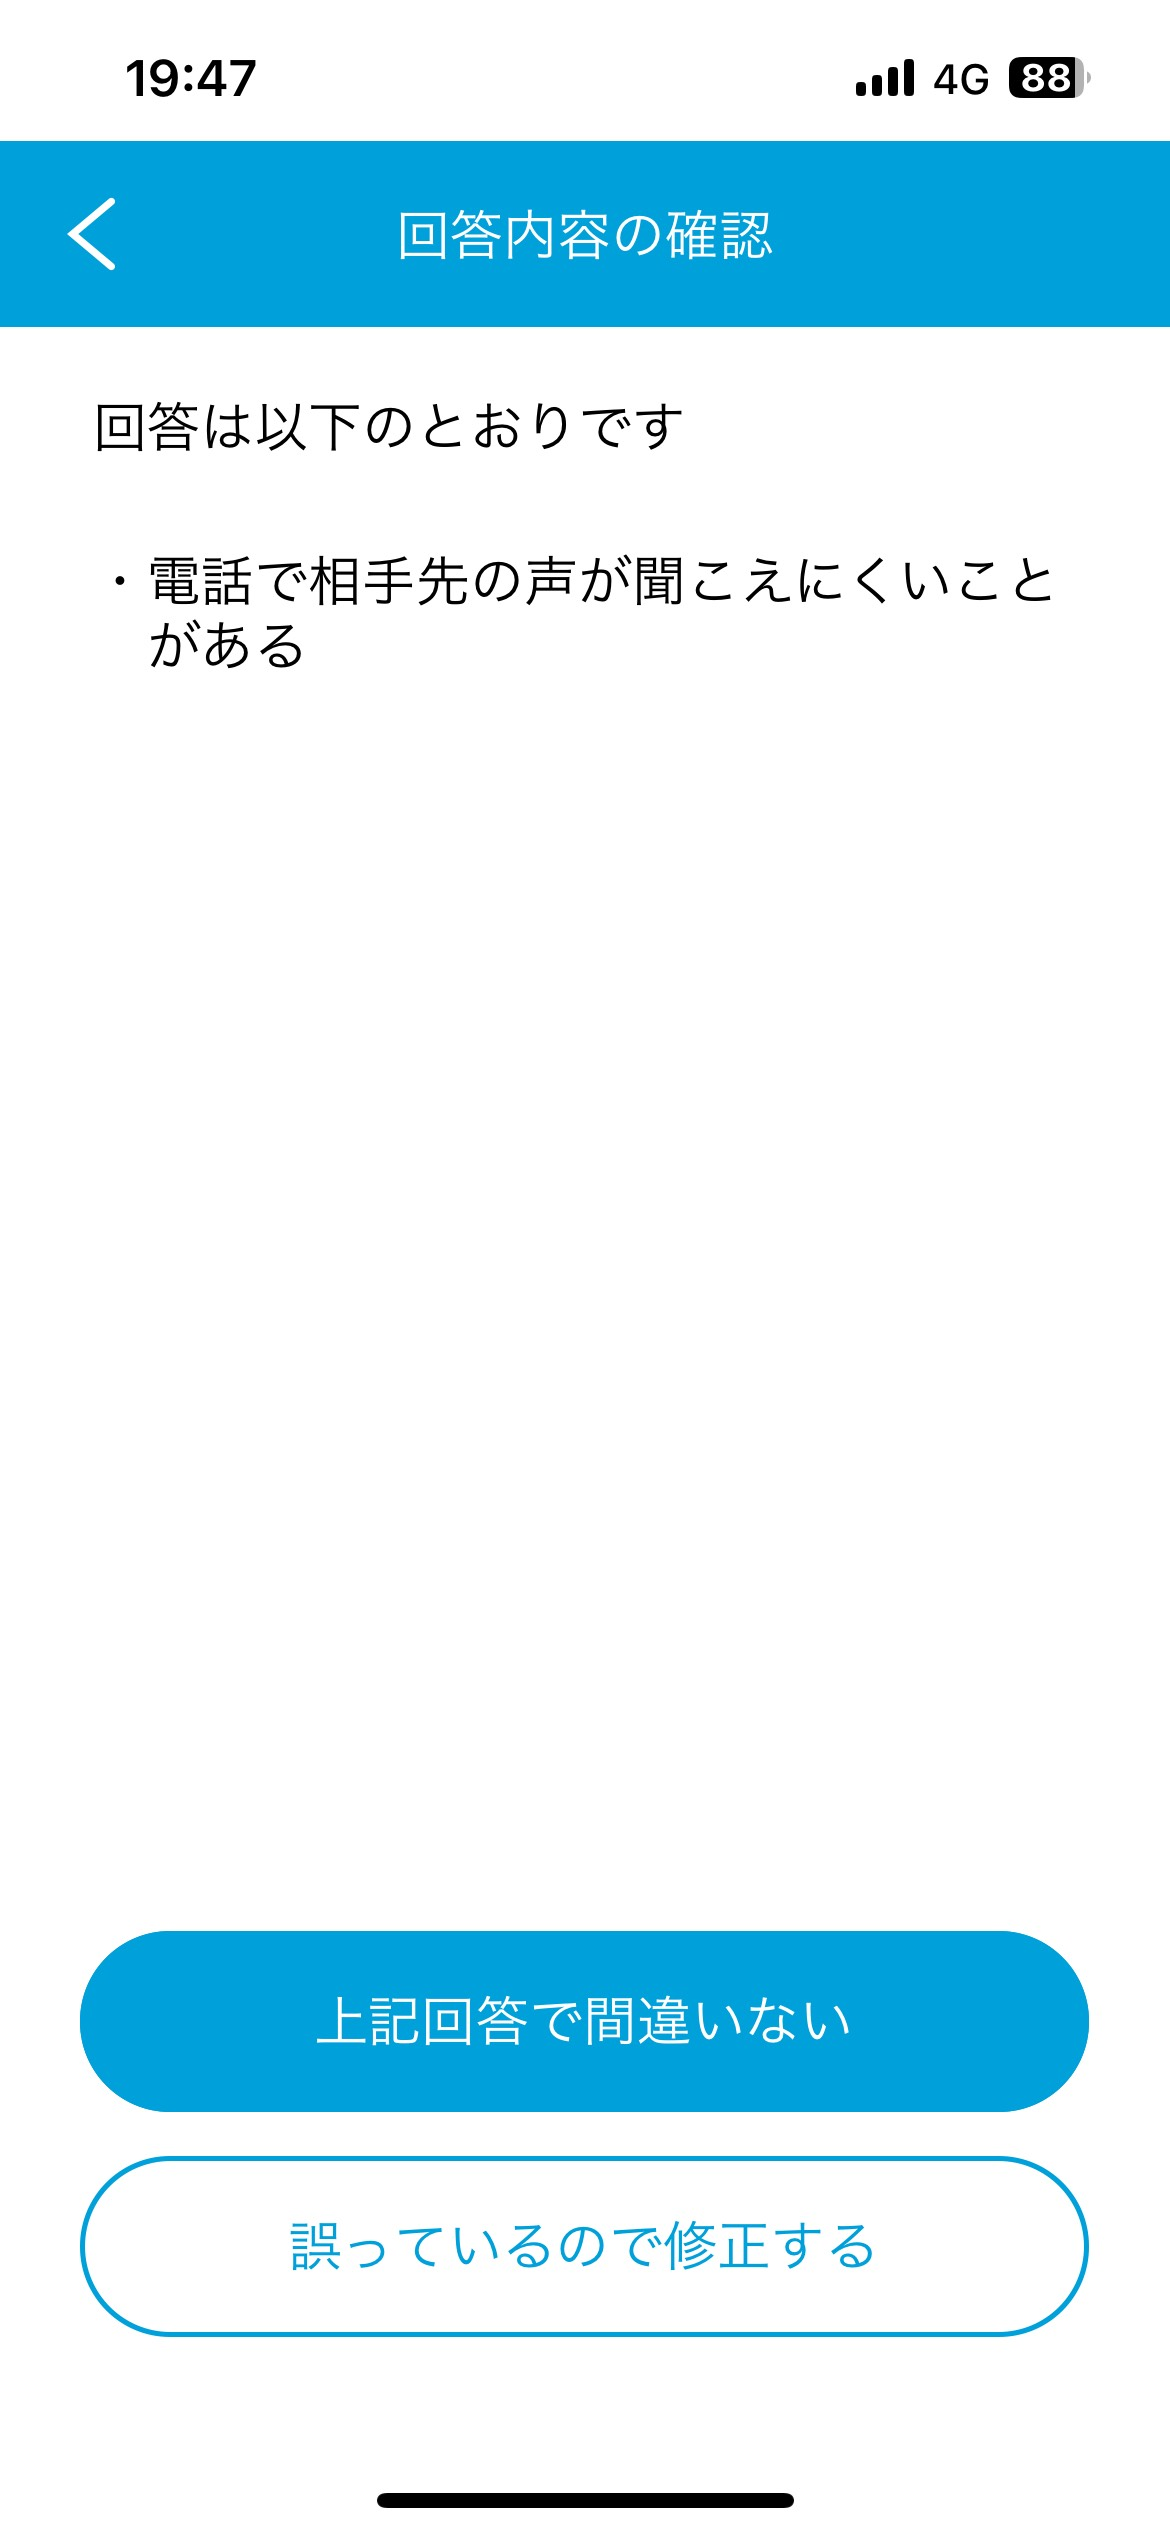 19:47
4G 88
回答内容の確認
回答は以下のとおりです
・電話で相手先の声が聞こえにくいこと
がある
上記回答で間違いない
誤っているので修正する